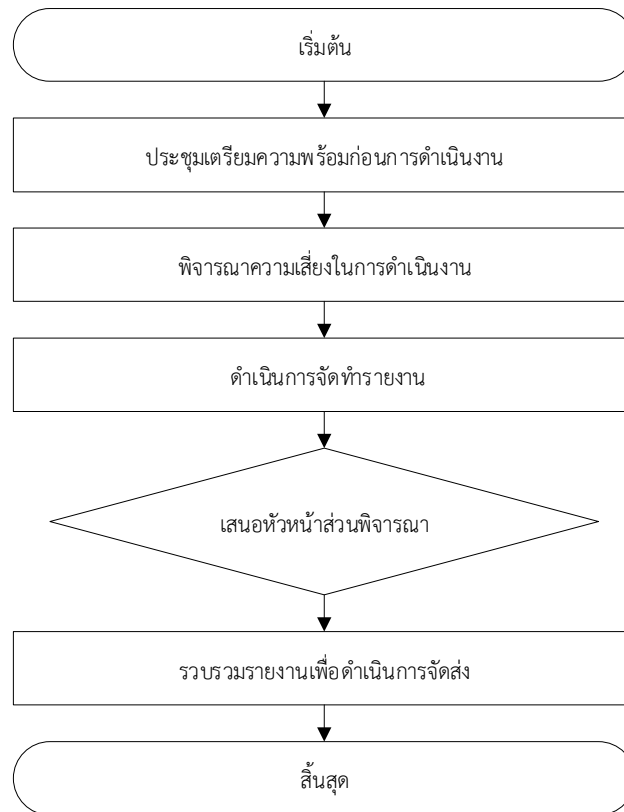 เริ่มต้น
ประชุมเตรียมความพร้อมก่อนการดำเนินงาน
พิจารณาความเสี่ยงในการดำเนินงาน
ดำเนินการจัดทำรายงาน
เสนอหัวหน้าส่วนพิจารณา
รวบรวมรายงานเพื่อดำเนินการจัดส่ง
สิ้นสุด